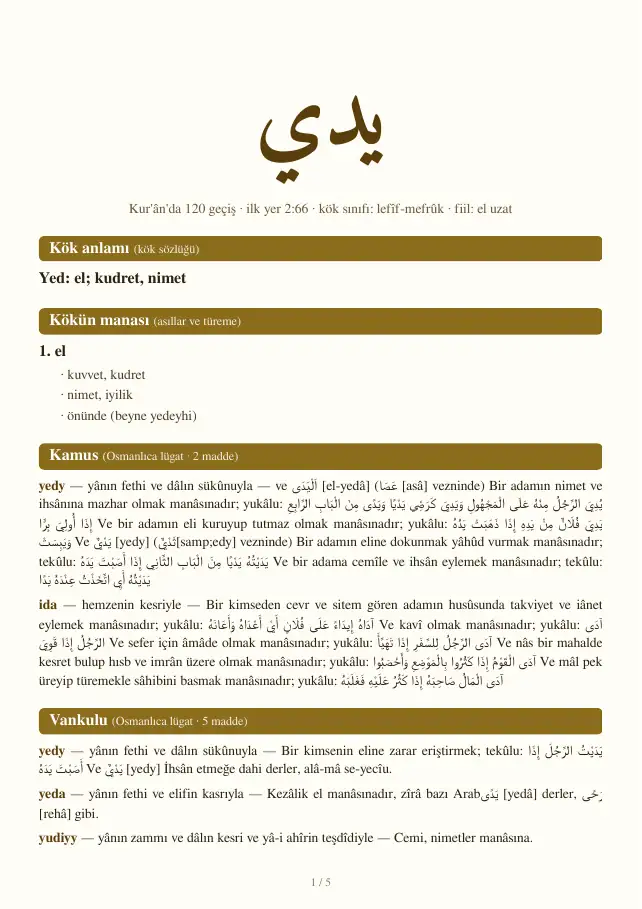 يدي
Kur'ân'da 120 geçiş · ilk yer 2:66 · kök sınıfı: lefîf-mefrûk · fiil: el uzat
Kök anlamı (kök sözlüğü)
Yed: el; kudret, nimet
Kökün manası (asıllar ve türeme)
1. el
· kuvvet, kudret
· nimet, iyilik
· önünde (beyne yedeyhi)
Kamus (Osmanlıca lügat · 2 madde)
yedy — yânın fethi ve dâlın sükûnuyla — ve اَلْيَدَى [el-yedâ] (عَصَا [asâ] vezninde) Bir adamın nimet ve
ihsânına mazhar olmak manâsınadır; yukâlu: يُدِيَ الرَّجُلُ مِنْهُ عَلَى الْمَجْهُولِ وَيَدِيَ كَرَضِيَ يَدْيًا وَيَدًى مِنَ الْبَابِ الرَّابِعِ
إِذَا أُولِيَ بِرًّا Ve bir adamın eli kuruyup tutmaz olmak manâsınadır; yukâlu: يَدِيَ فُلَانٌ مِنْ يَدِهِ إِذَا ذَهَبَتْ يَدُهُ
وَيَبِسَتْ Ve يَدْيٌ [yedy] (ثَدْيٌ[samp;edy] vezninde) Bir adamın eline dokunmak yâhûd vurmak manâsınadır;
tekûlu: يَدَيْتُهُ يَدْيًا مِنَ الْبَابِ الثَّانِى إِذَا أَصَبْتَ يَدَهُ Ve bir adama cemîle ve ihsân eylemek manâsınadır; tekûlu:
يَدَيْتُهُ أَيِ اتَّخَذْتُ عِنْدَهُ يَدًا
ida — hemzenin kesriyle — Bir kimseden cevr ve sitem gören adamın husûsunda takviyet ve iânet
eylemek manâsınadır; yukâlu: آدَاهُ إِيدَاءً عَلَى فُلَانٍ أَيْ أَعْدَاهُ وَأَعَانَهُ Ve kavî olmak manâsınadır; yukâlu: آدَى
الرَّجُلُ إِذَا قَوِيَ Ve sefer için âmâde olmak manâsınadır; yukâlu: آدَى الرَّجُلُ لِلسَّفَرِ إِذَا تَهَيَّأَ Ve nâs bir mahalde
kesret bulup hısb ve imrân üzere olmak manâsınadır; yukâlu: آدَى الْقَوْمُ إِذَا كَثُرُوا بِالْمَوْضِعِ وَأَخْصَبُوا Ve mâl pek
üreyip türemekle sâhibini basmak manâsınadır; yukâlu: آدَى الْمَالُ صَاحِبَهُ إِذَا كَثُرَ عَلَيْهِ فَغَلَبَهُ
Vankulu (Osmanlıca lügat · 5 madde)
yedy — yânın fethi ve dâlın sükûnuyla — Bir kimsenin eline zarar eriştirmek; tekûlu: يَدَيْتُ الرَّجُلَ إِذَا
أَصَبْتَ يَدَهُ Ve يَدْيٌ [yedy] İhsân etmeğe dahi derler, alâ-mâ se-yecîu.
yeda — yânın fethi ve elifin kasrıyla — Kezâlik el manâsınadır, zîrâ bazı Arab يَدًى [yedâ] derler, رَحًى
[rehâ] gibi.
yudiyy — yânın zammı ve dâlın kesri ve yâ-i ahîrin teşdîdiyle — Cemi, nimetler manâsına.
1 / 5